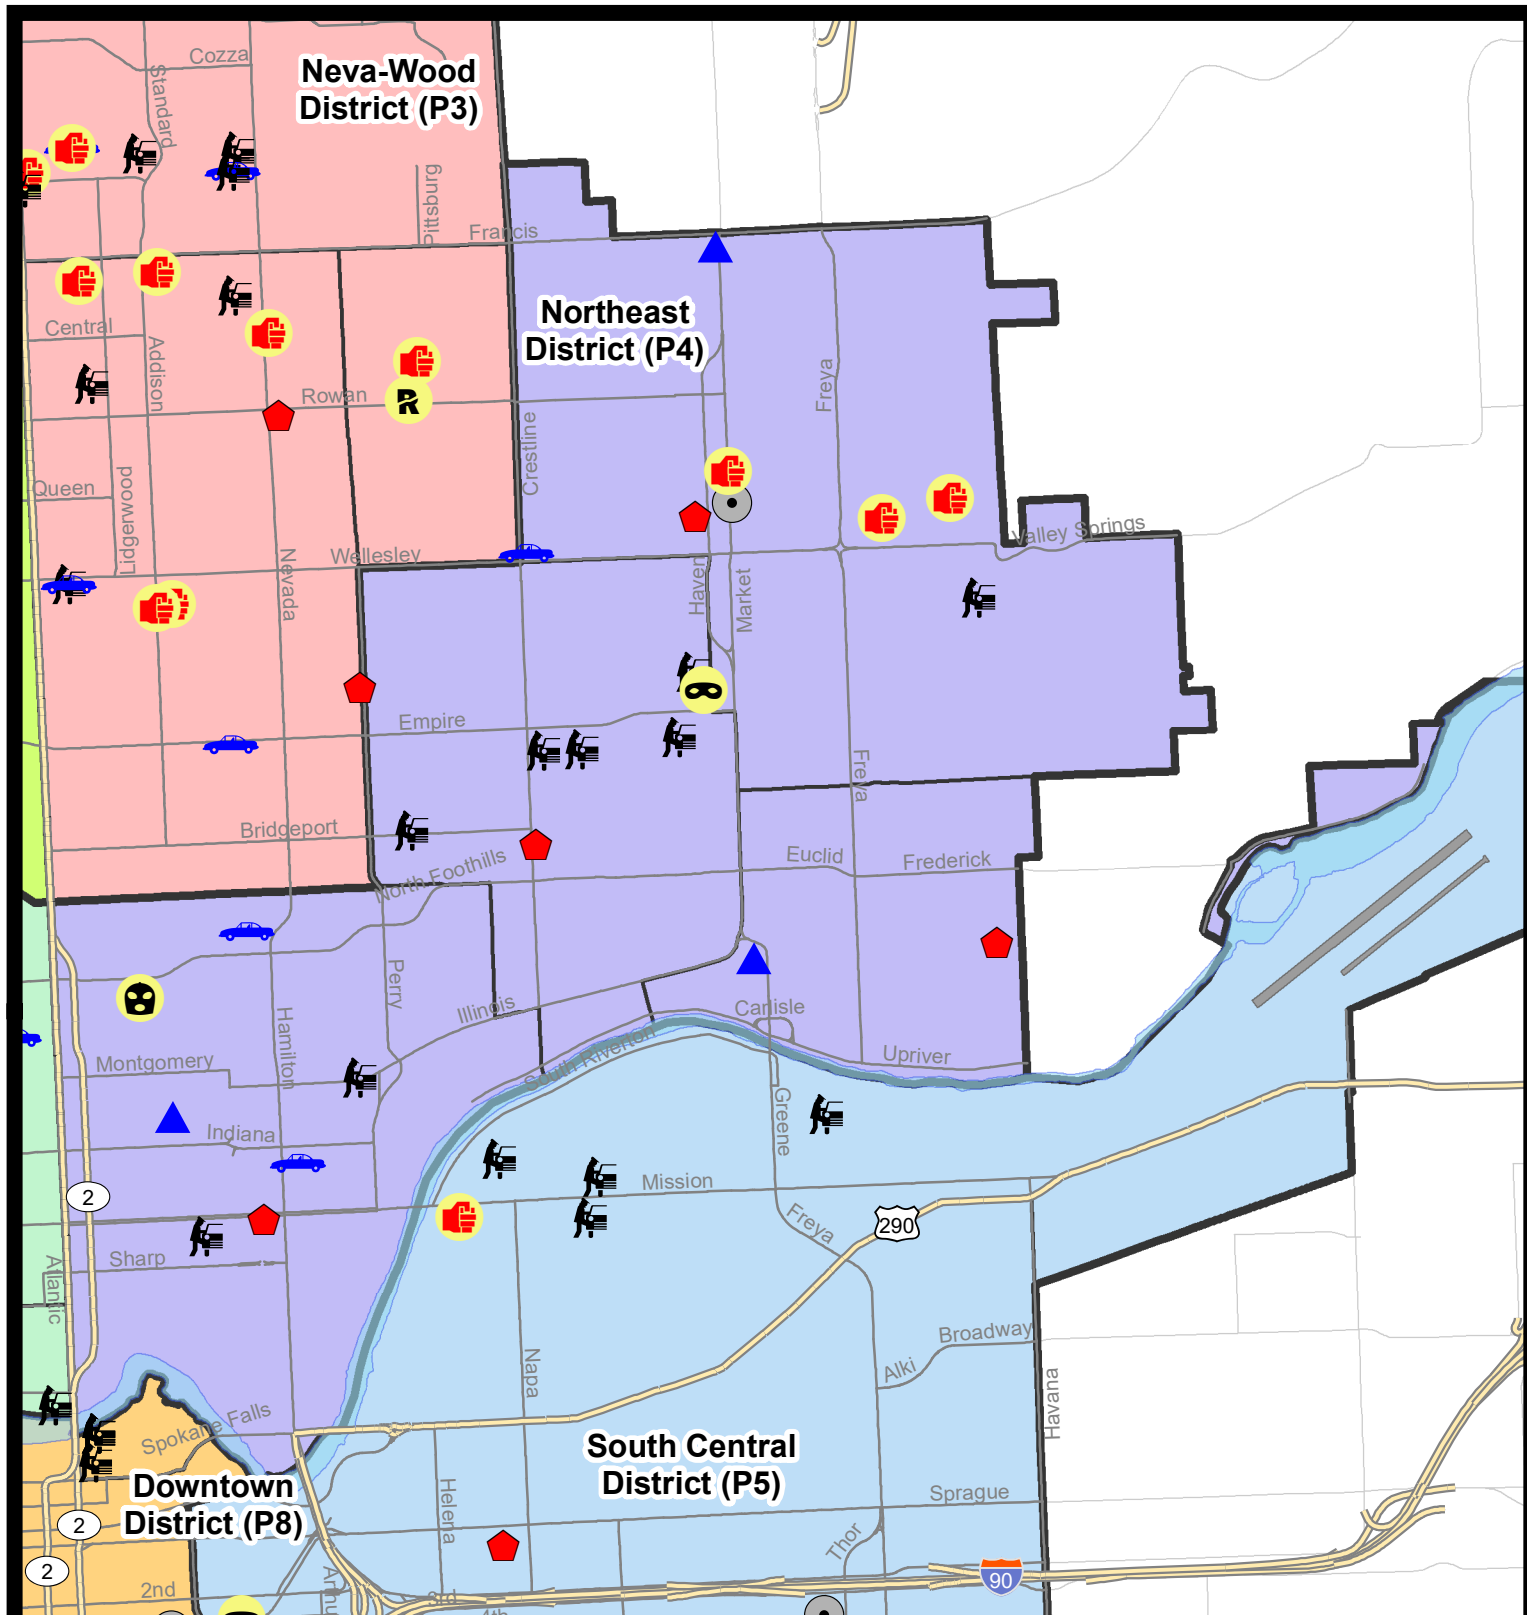 Cozza
Neva-Wood
District (P3)
Standard
Pittsburg
Francis
Northeast
District (P4)
Central
Addison
Freya
Rowan
Crestline
Queen
Lidgerwood
Valley Springs
Wellesley
Nevada
Haven
Market
Empire
Freya
Bridgeport
North Foothills
Euclid
Frederick
Perry
Illinois
Hamilton
Carlisle
South Riverton
Montgomery
Upriver
Greene
Indiana
Mission
2
Freya
290
Sharp
Atlantic
Napa
Broadway
Alki
Havana
Spokane Falls
South Central
District (P5)
Downtown
District (P8)
Helena
Sprague
2
Thor
2
90
2nd
3rd
4th